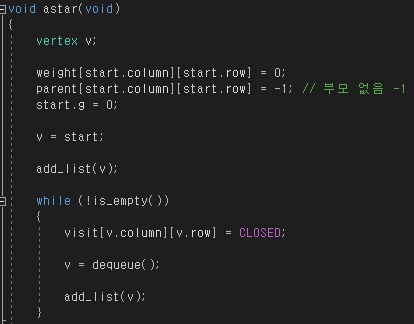 void astar(void)
{
vertex v;
weight[start.column][start.row] = 0;
parent[start.column][start.row] = -1; // 부모 없음 -1
start.g = 0;
v = start;
add_list(v);
while (!is_empty())
{
visit[v.column][v.row] = CLOSED;
v = dequeue();
add_list(v);
}